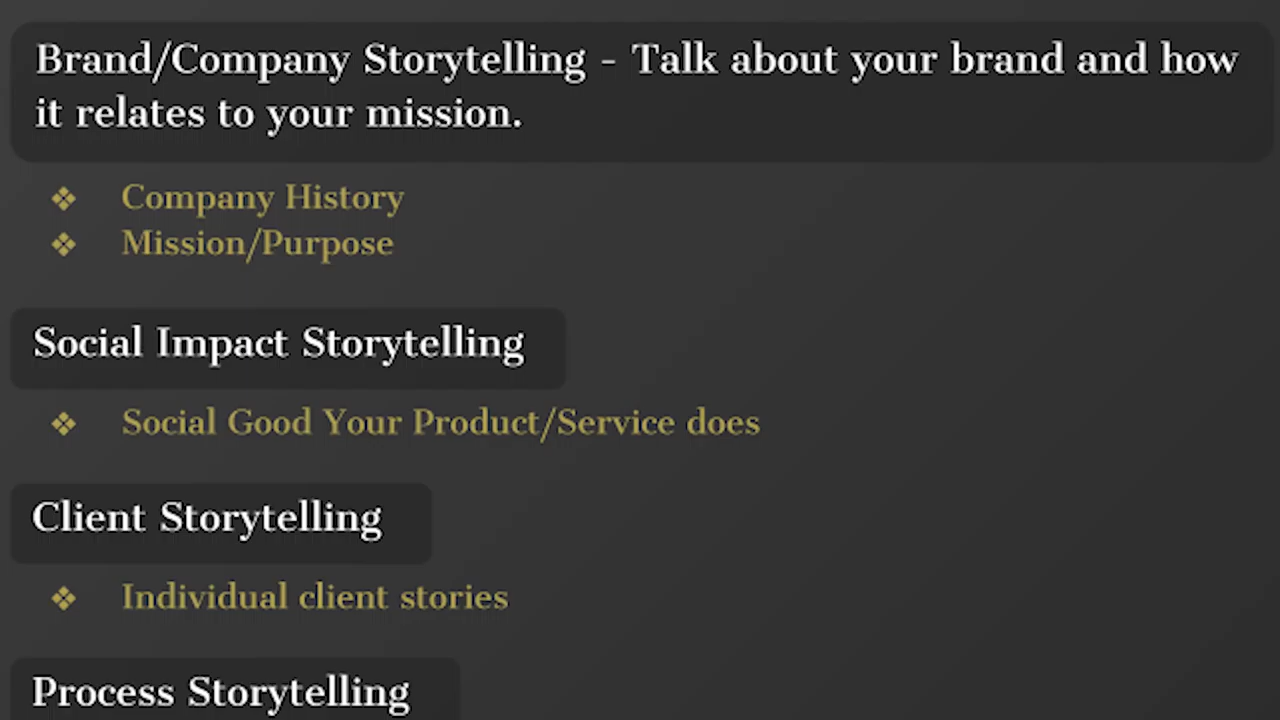 Brand/Company Storytelling - Talk about your brand and how
it relates to your mission.
❖ Company History
❖ Mission/Purpose
Social Impact Storytelling
❖ Social Good Your Product/Service does
Client Storytelling
❖ Individual client stories
Process Storytelling